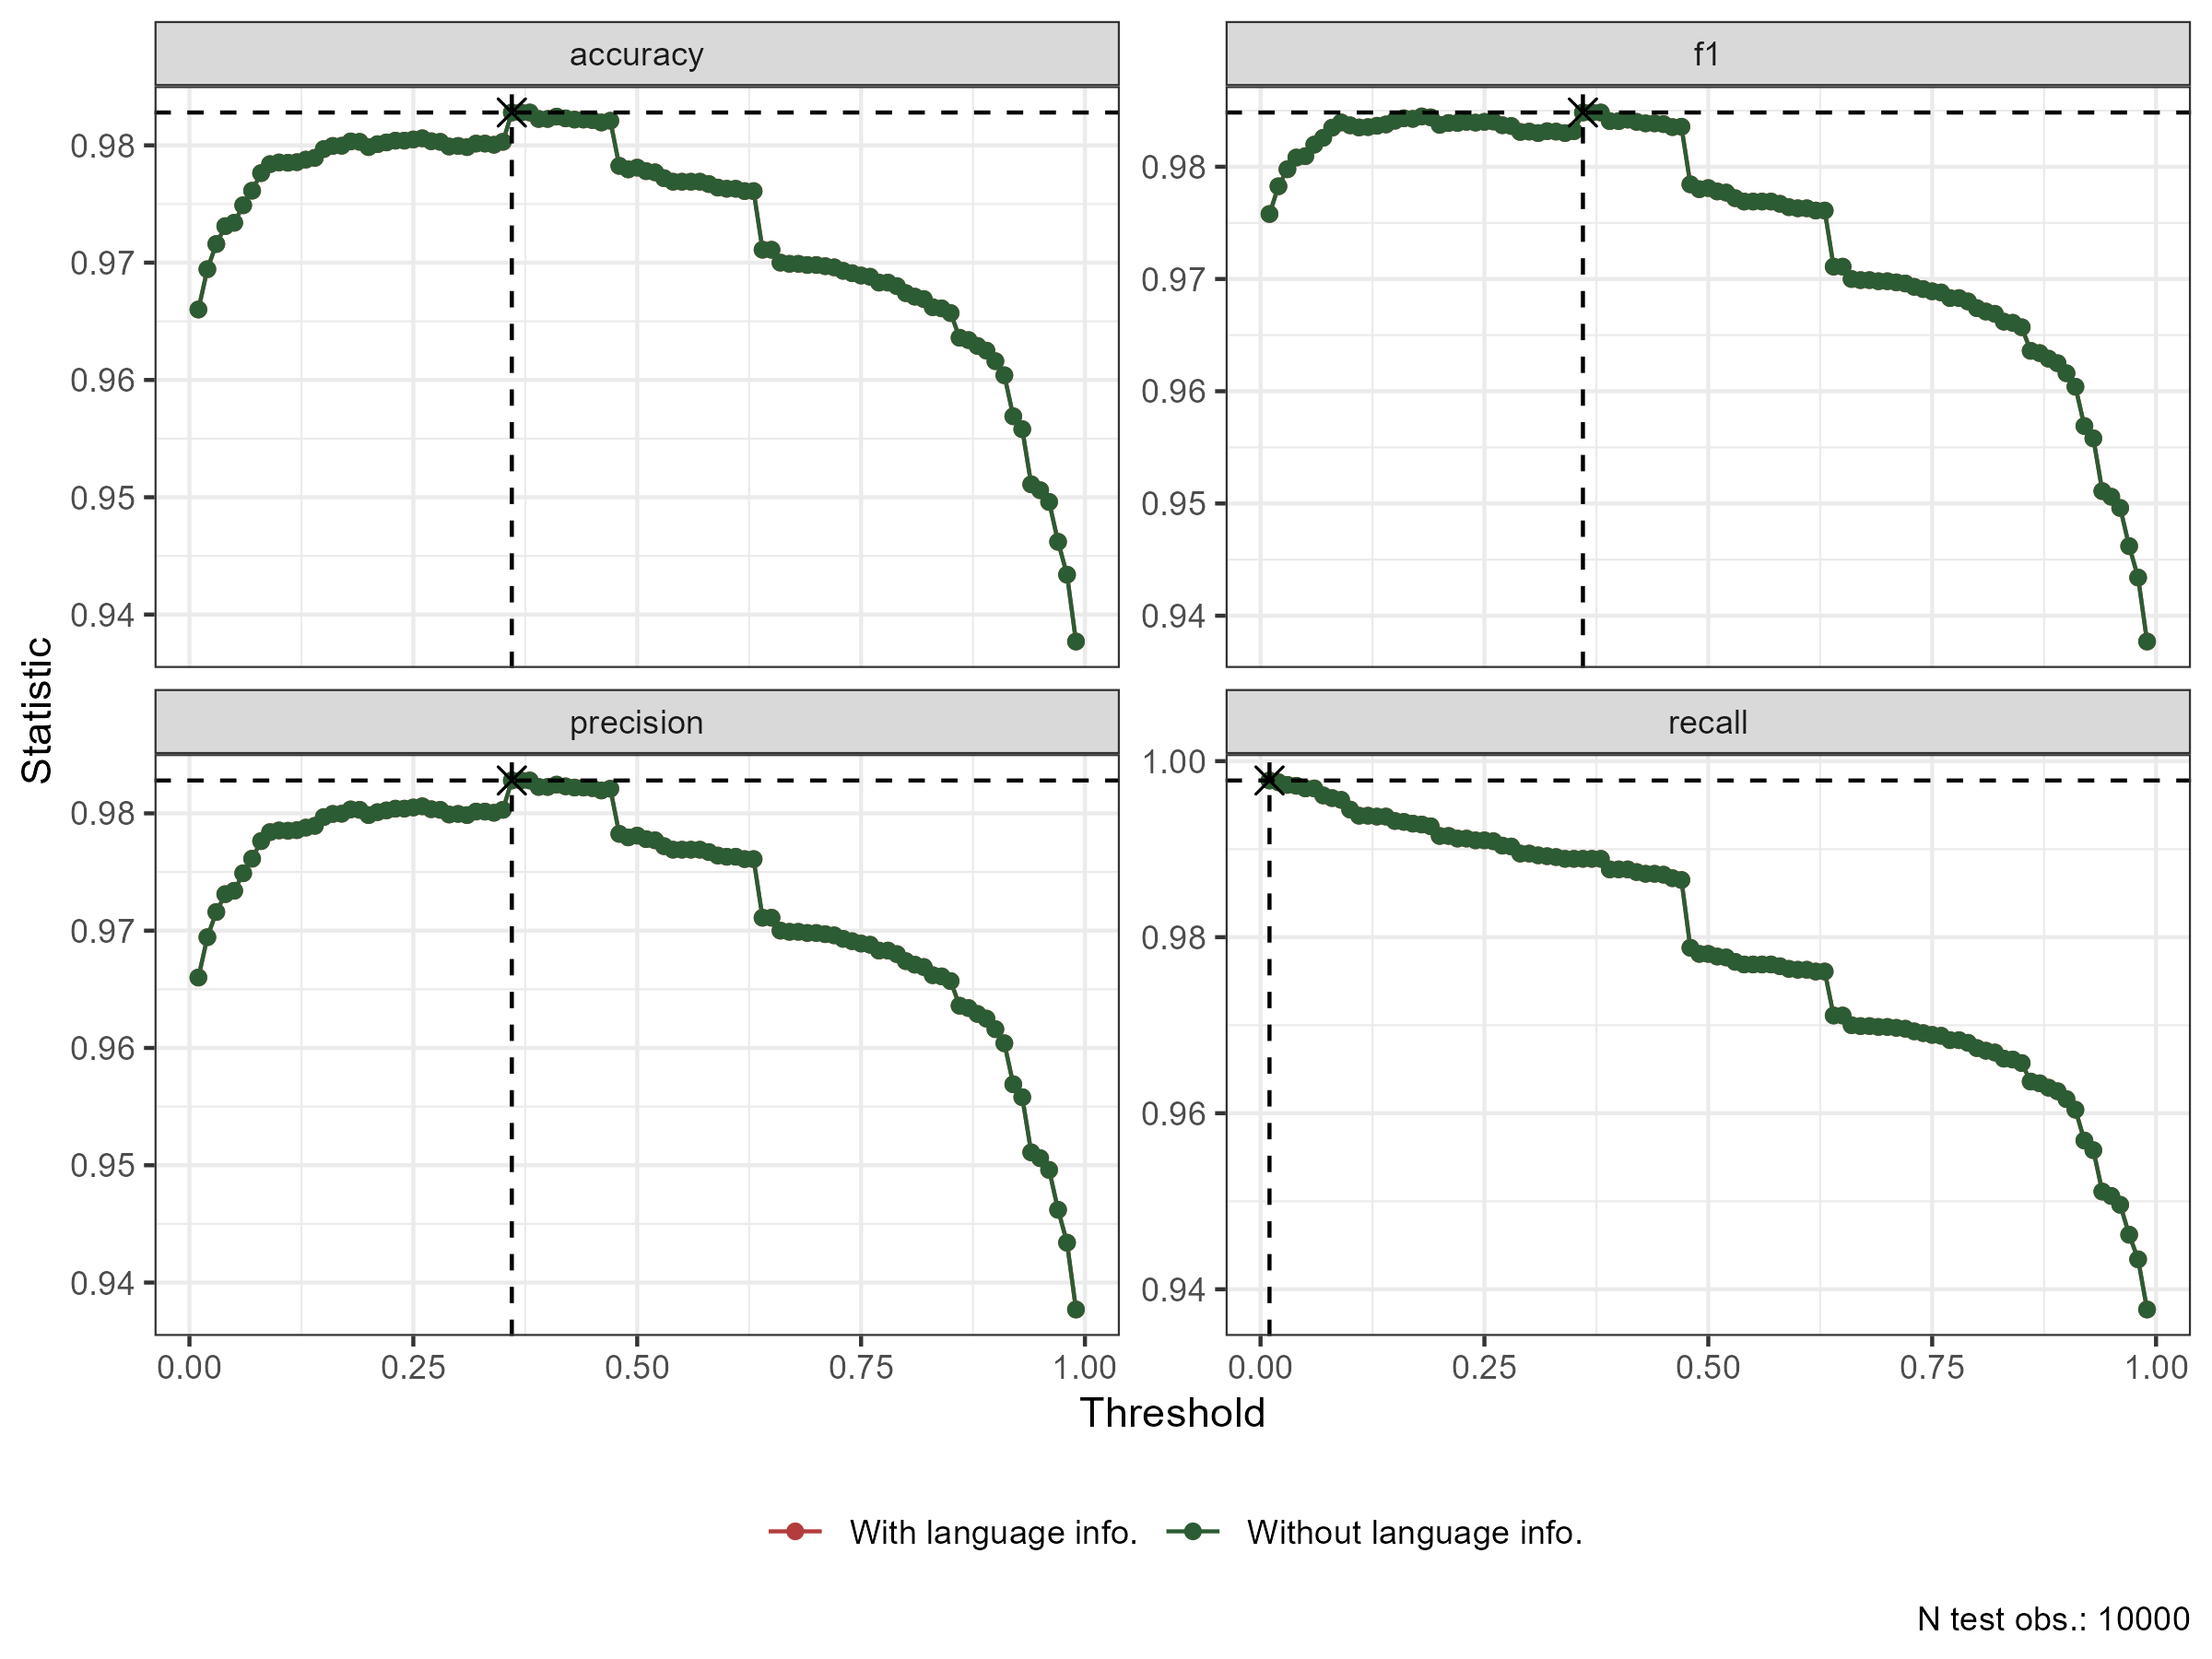 accuracy
f1
0.98
0.97
0.96
0.95
0.94
0.98
0.97
0.96
0.95
0.94
Statistic
precision
recall
0.98
0.97
0.96
0.95
0.94
1.00
0.98
0.96
0.94
0.00 0.25 0.50 0.75 1.00
0.00 0.25 0.50 0.75 1.00
Threshold
With language info. Without language info.
N test obs.: 10000